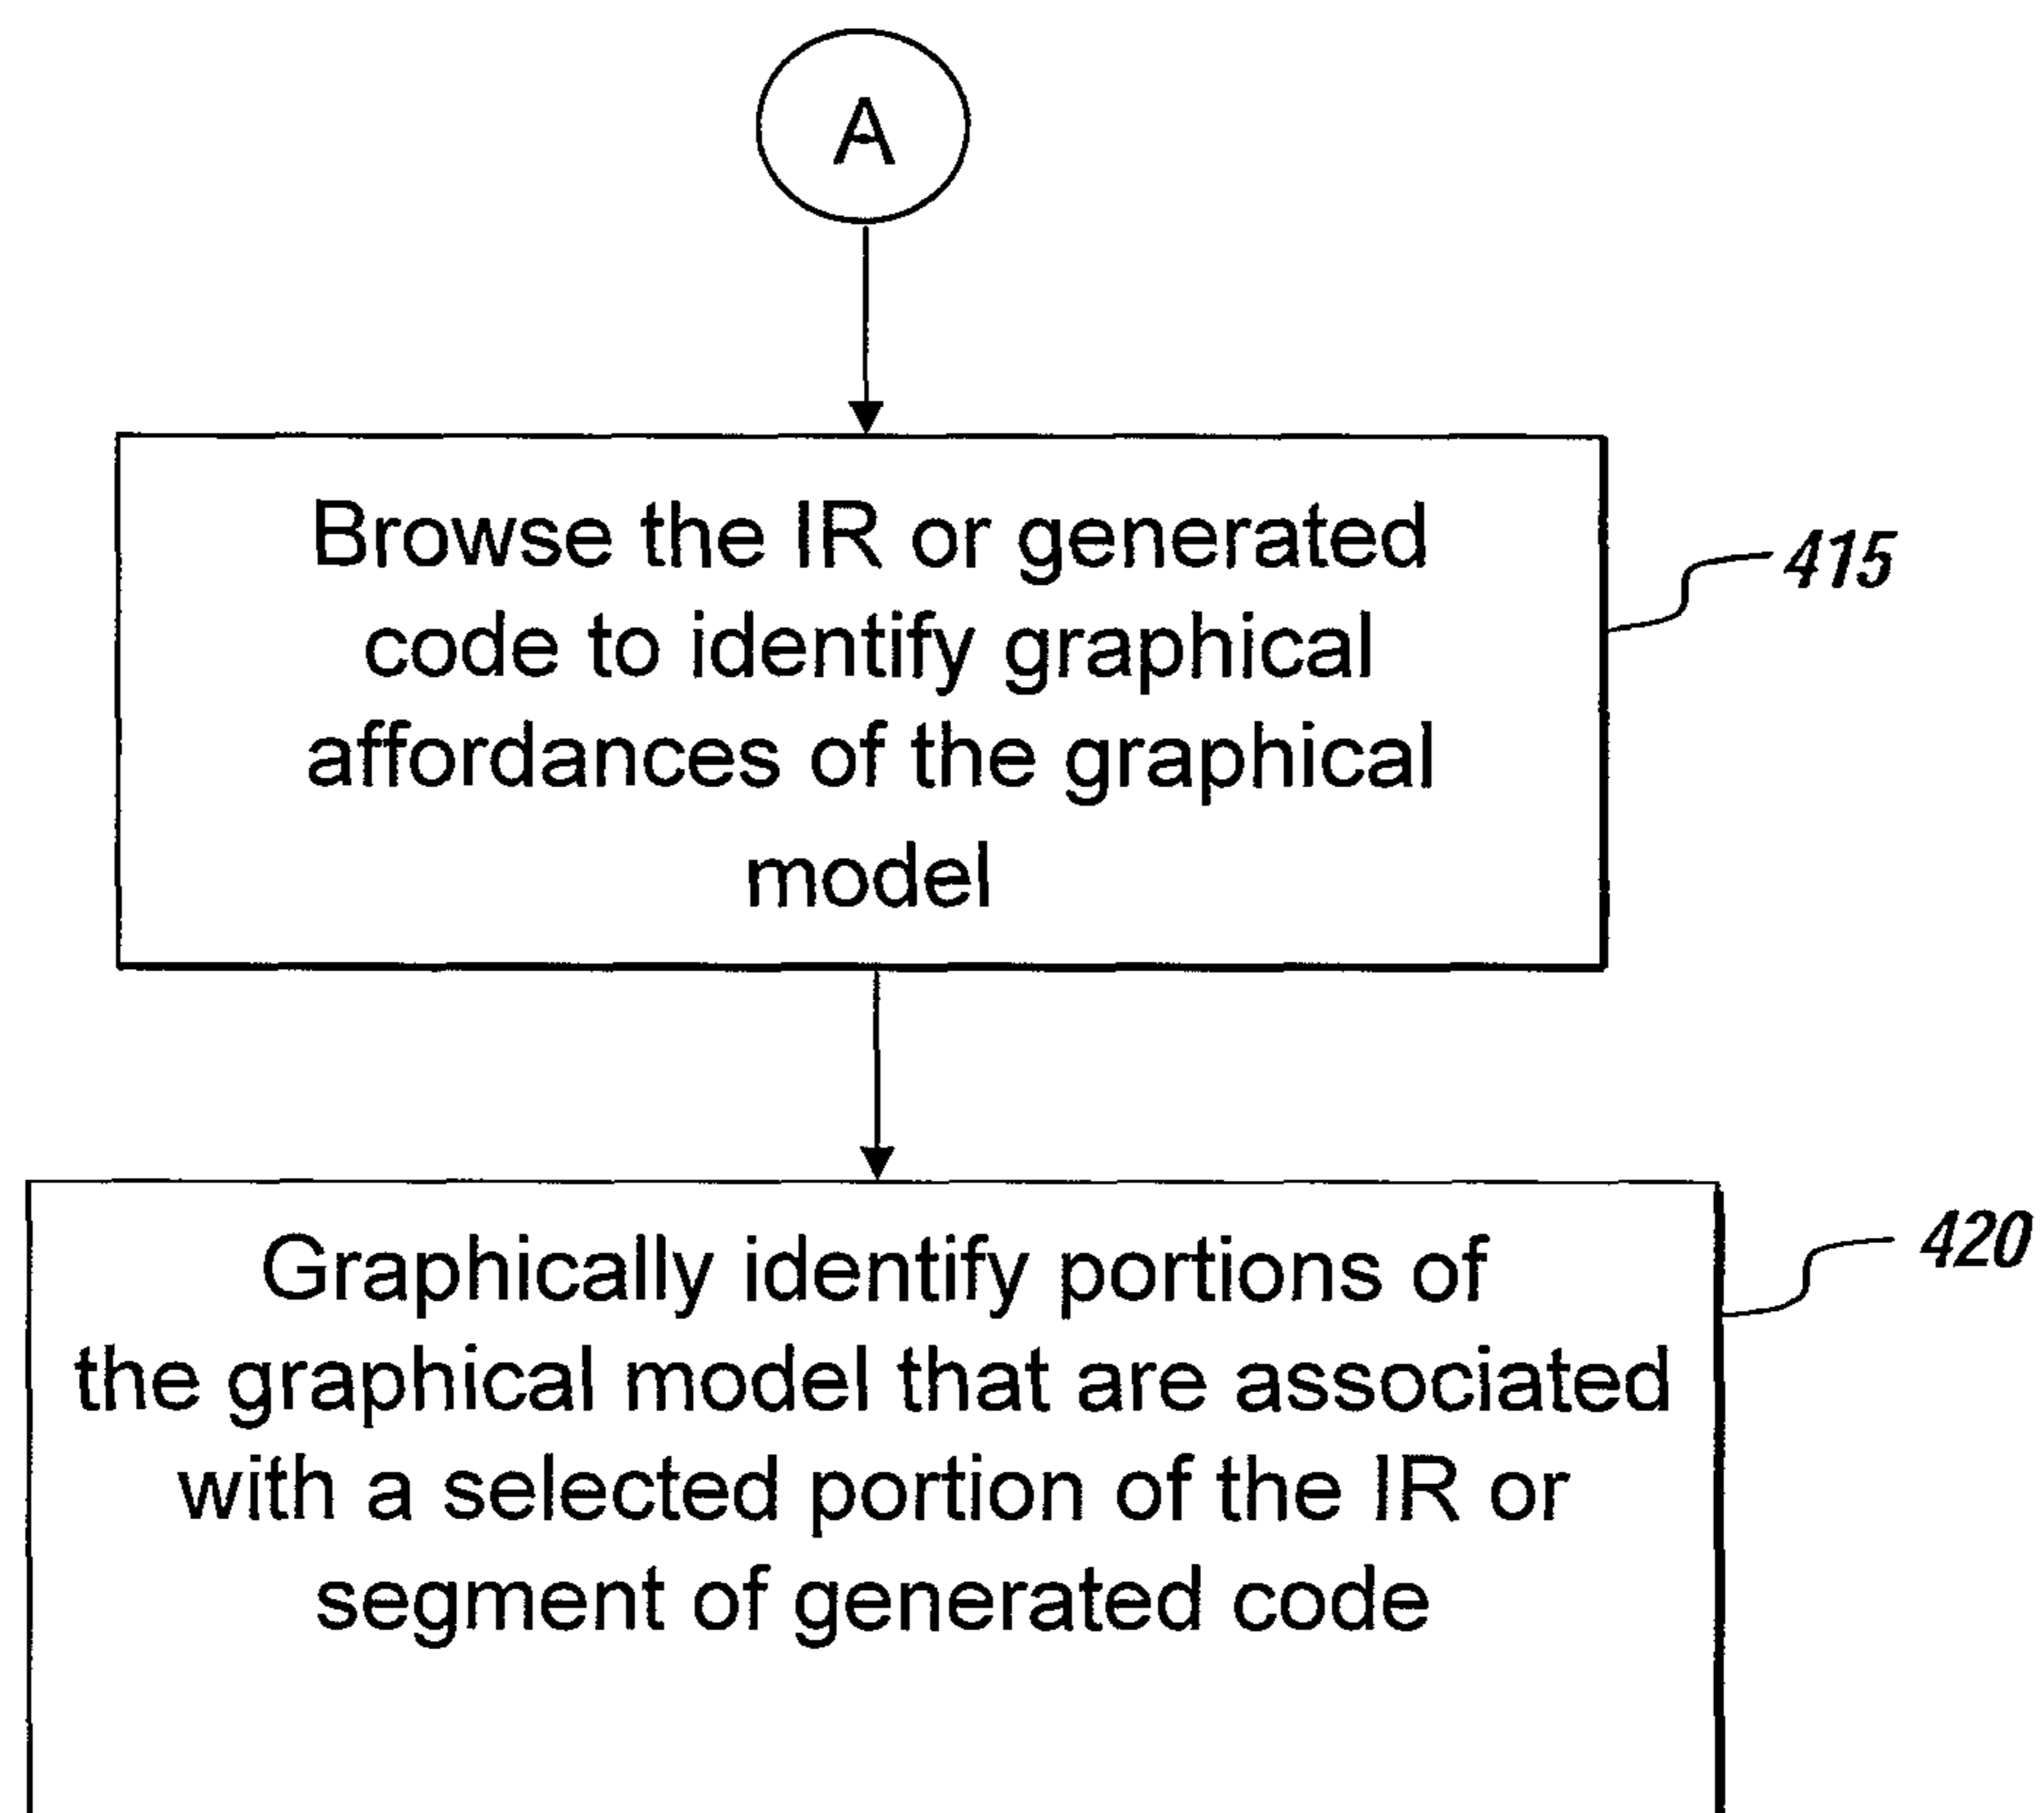 A
Browse the IR or generated
code to identify graphical
affordances of the graphical
model
415
Graphically identify portions of
the graphical model that are associated
with a selected portion of the IR or
segment of generated code
420